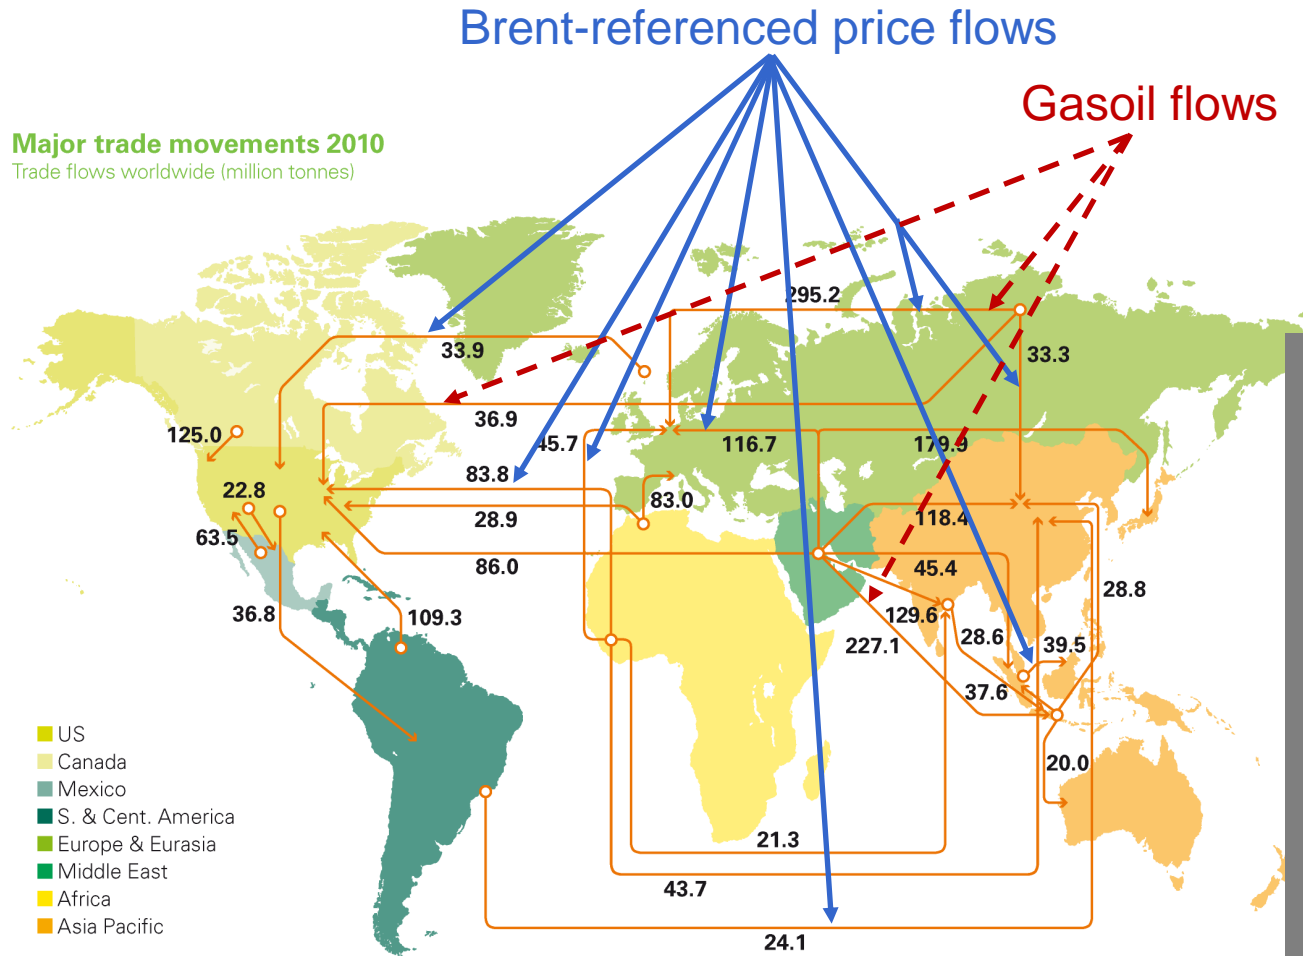 Brent-referenced price flows
Gasoil flows
Major trade movements 2010
Trade flows worldwide (million tonnes)
295.2
33.9
33.3
36.9
125.0
45.7
116.7
179.9
83.8
22.8
83.0
28.9
118.4
63.5
86.0
45.4
28.8
36.8
109.3
129.6
227.1
28.6
39.5
37.6
US
Canada
20.0
Mexico
S. & Cent. America
Europe & Eurasia
21.3
Middle East
43.7
Africa
Asia Pacific
24.1